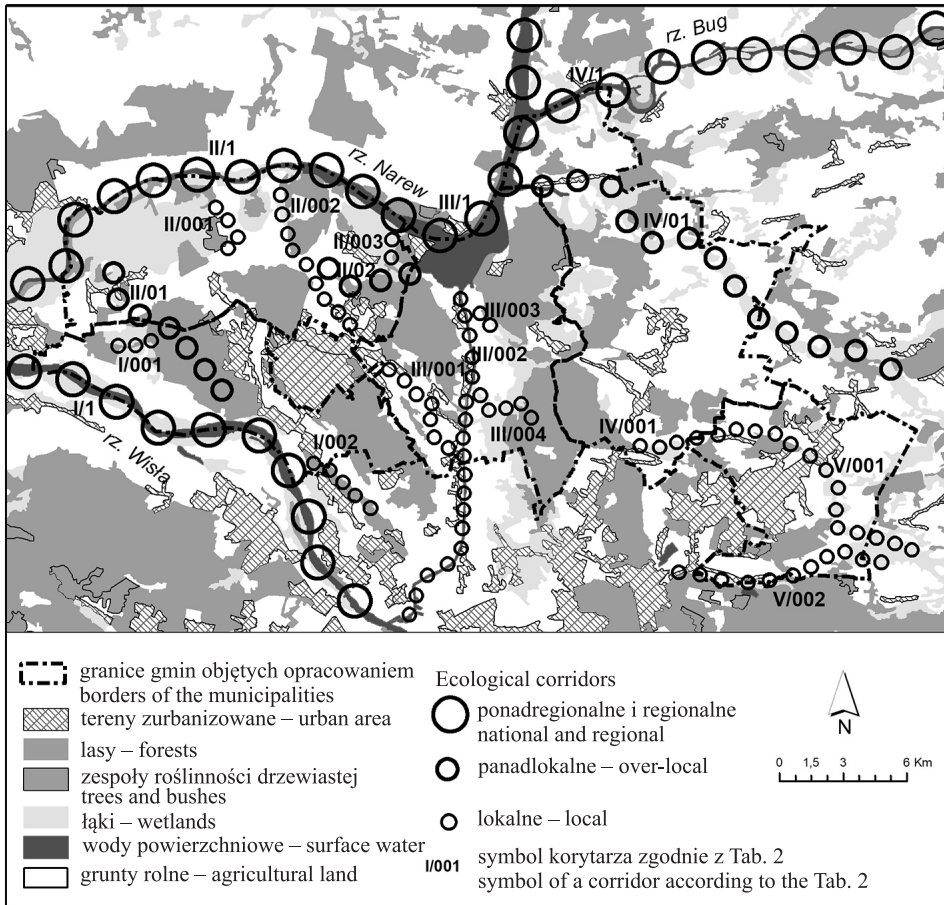 rz. Bug
IV/1
II/1
rz. Narew
II/002
III/1
II/001
II/003
IV/01
II/02
II/01
III/003
I/001
II/002
III/001
I/1
III/004
IV/001
I/002
rz. Wisła
V/001
V/002
granice gmin objętych opracowaniem
borders of the municipalities
tereny zurbanizowane – urban area
lasy – forests
zespoły roślinności drzewiastej
trees and bushes
łąki – wetlands
wody powierzchniowe – surface water
grunty rolne – agricultural land
Ecological corridors
ponadregionalne i regionalne
national and regional
panadlokalne – over-local
lokalne – local
I/001 symbol korytarza zgodnie z Tab. 2
symbol of a corridor according to the Tab. 2
N
0 1,5 3 6 Km